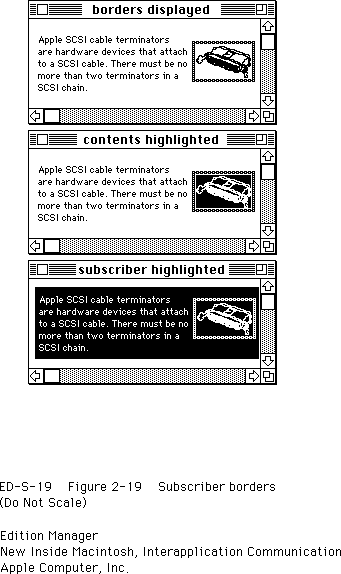 borders displayed
Apple SCSI cable terminators
are hardware devices that attach
to a SCSI cable. There must be no
more than two terminators in a
SCSI chain.
contents highlighted
Apple SCSI cable terminators
are hardware devices that attach
to a SCSI cable. There must be no
more than two terminators in a
SCSI chain.
subscriber highlighted
Apple SCSI cable terminators
are hardware devices that attach
to a SCSI cable. There must be no
more than two terminators in a
SCSI chain.
ED-S-19 Figure 2-19 Subscriber borders
(Do Not Scale)
Edition Manager
New Inside Macintosh, Interapplication Communication
Apple Computer, Inc.